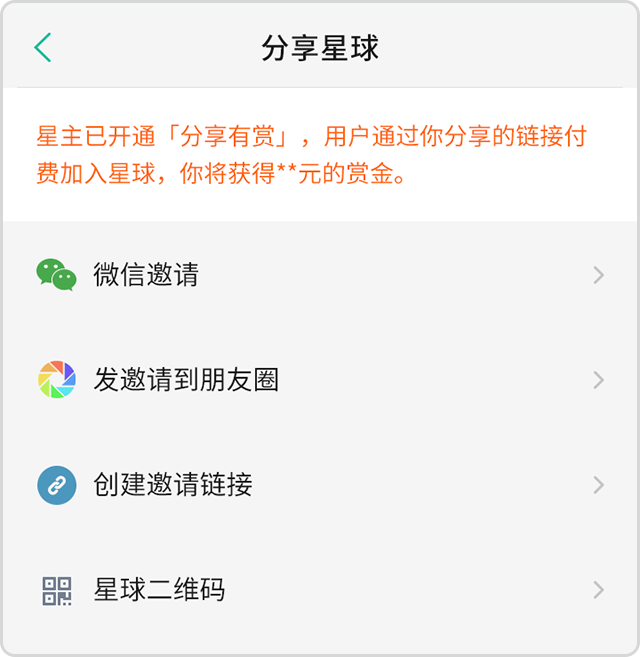 分享星球
星主已开通「分享有赏」，用户通过你分享的链接付
费加入星球，你将获得**元的赏金。
微信邀请
发邀请到朋友圈
创建邀请链接
星球二维码